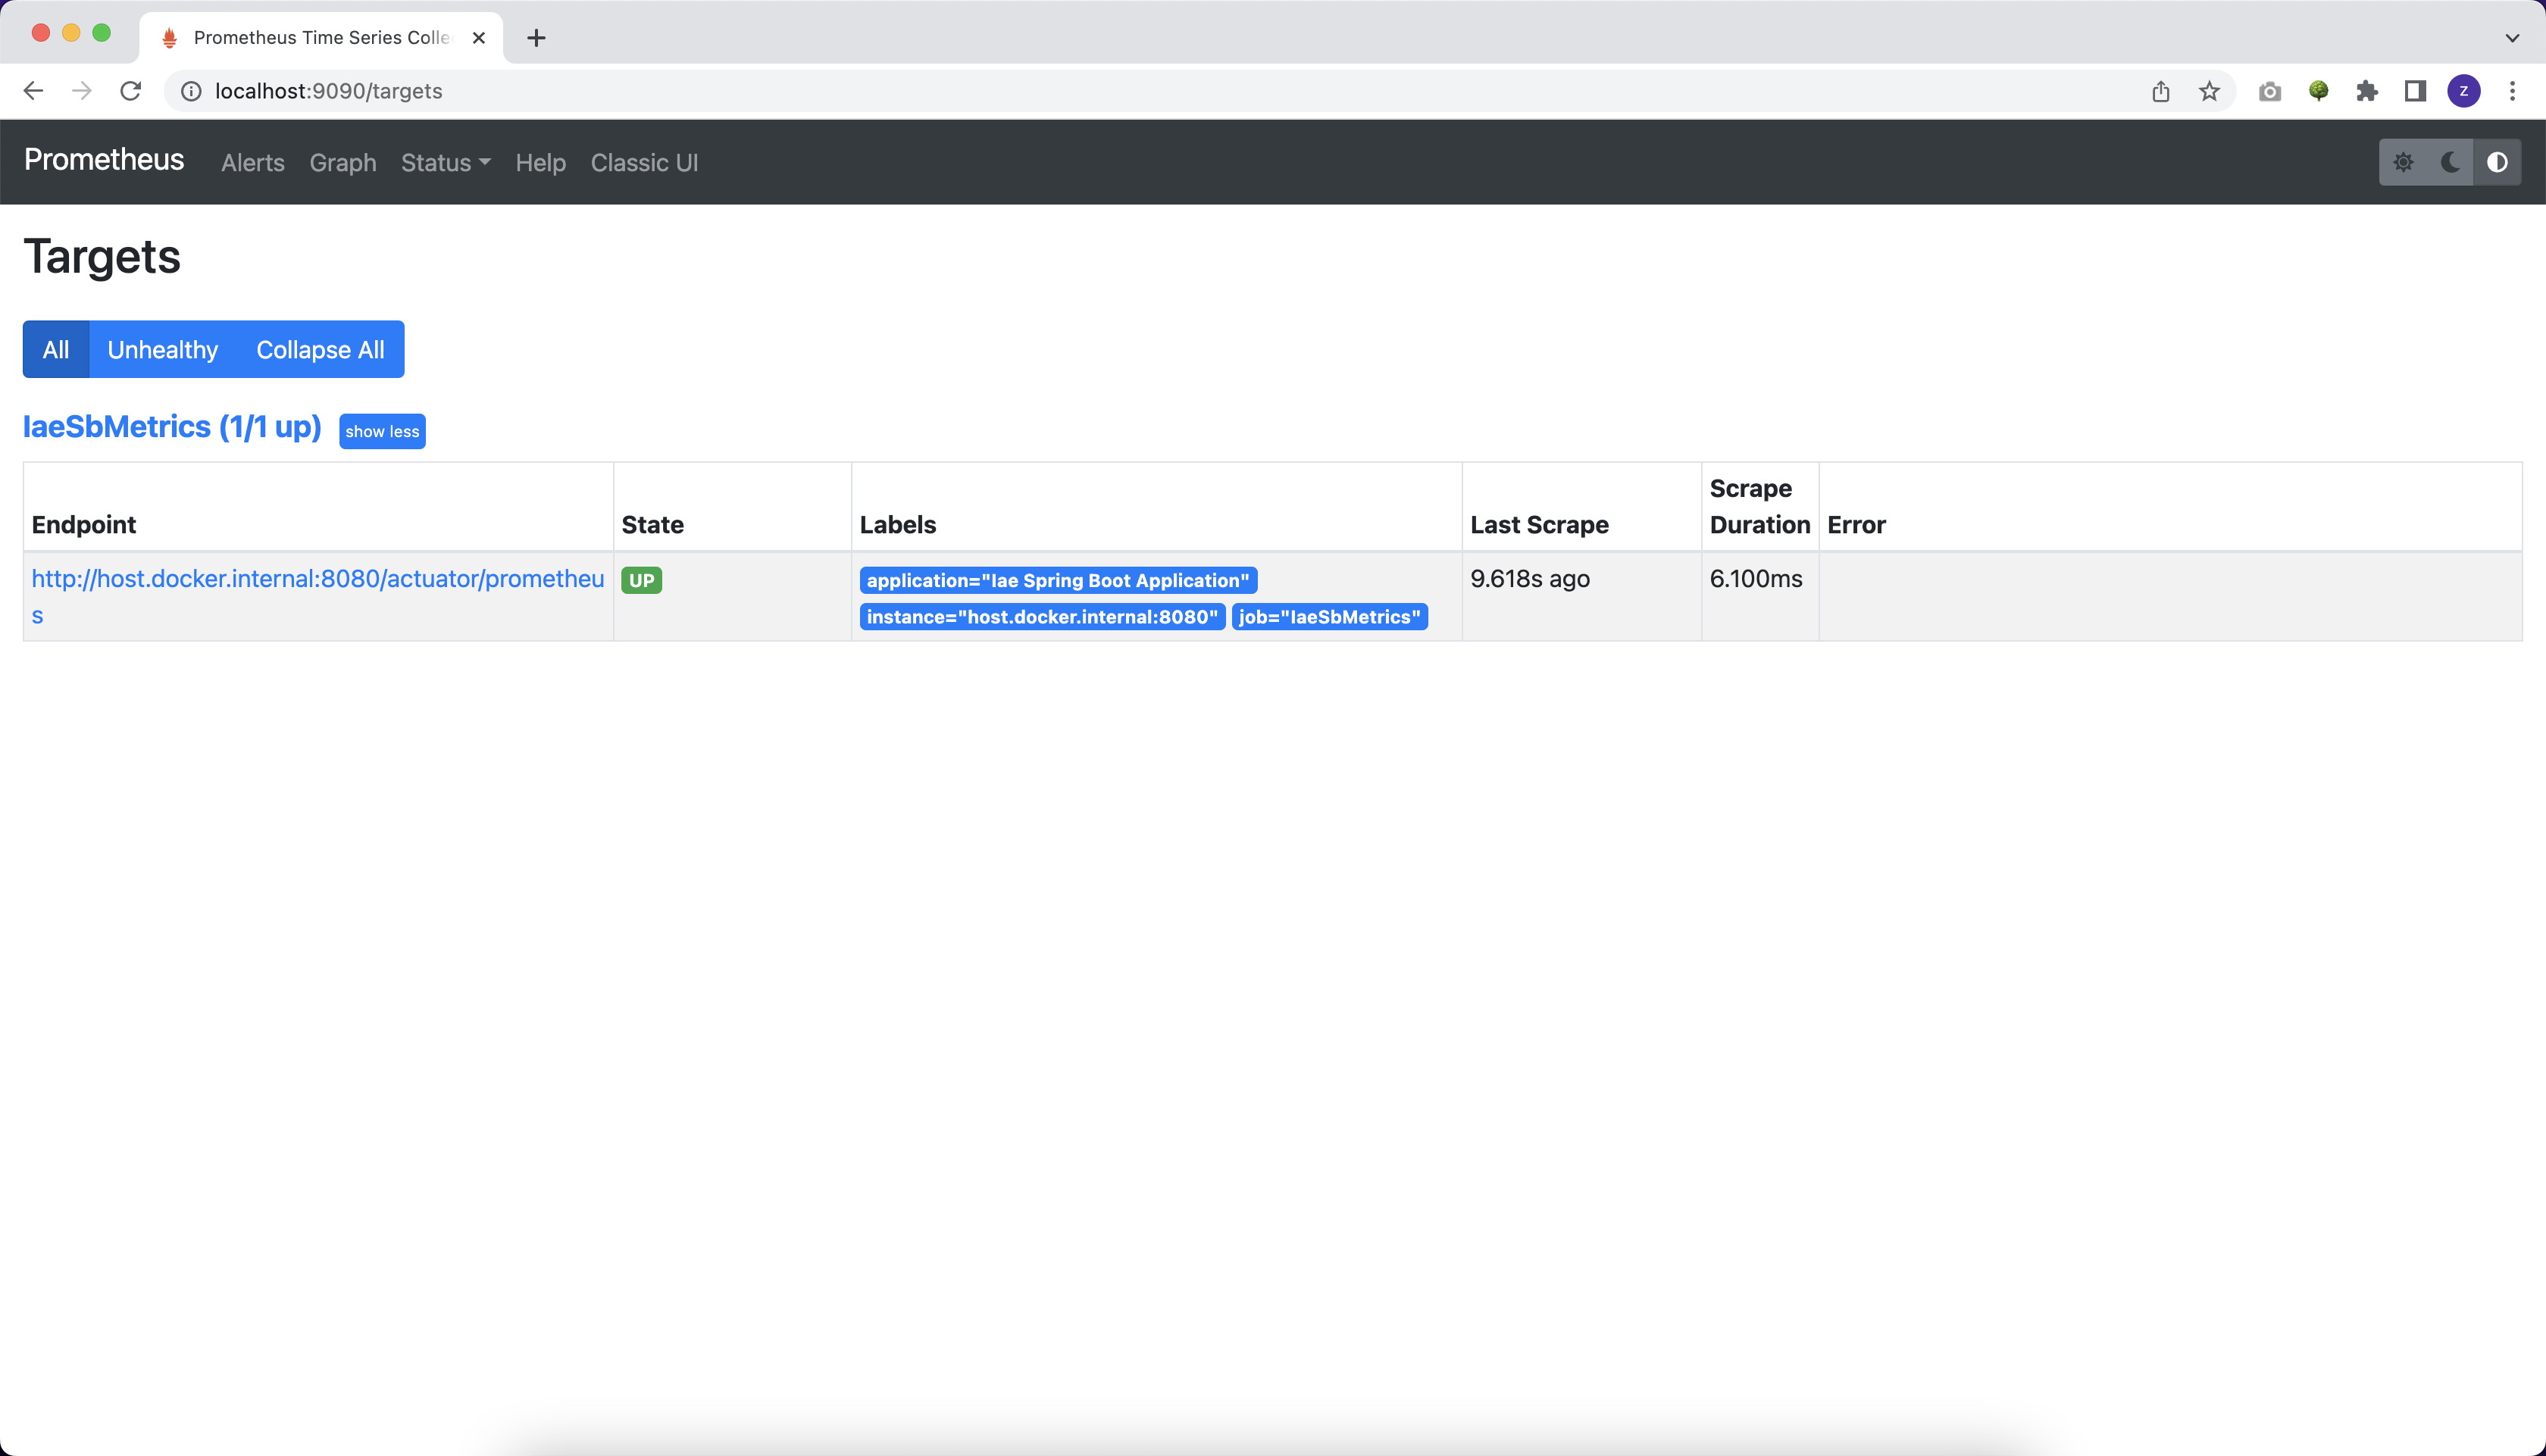 Prometheus Time Series Colle
localhost:9090/targets
z
Prometheus Alerts Graph Status Help Classic UI
Targets
All Unhealthy Collapse All
IaeSbMetrics (1/1 up) show less
Endpoint State Labels Last Scrape Scrape Duration Error
http://host.docker.internal:8080/actuator/prometheu UP application="Iae Spring Boot Application" 9.618s ago 6.100ms
s instance="host.docker.internal:8080" job="IaeSbMetrics"